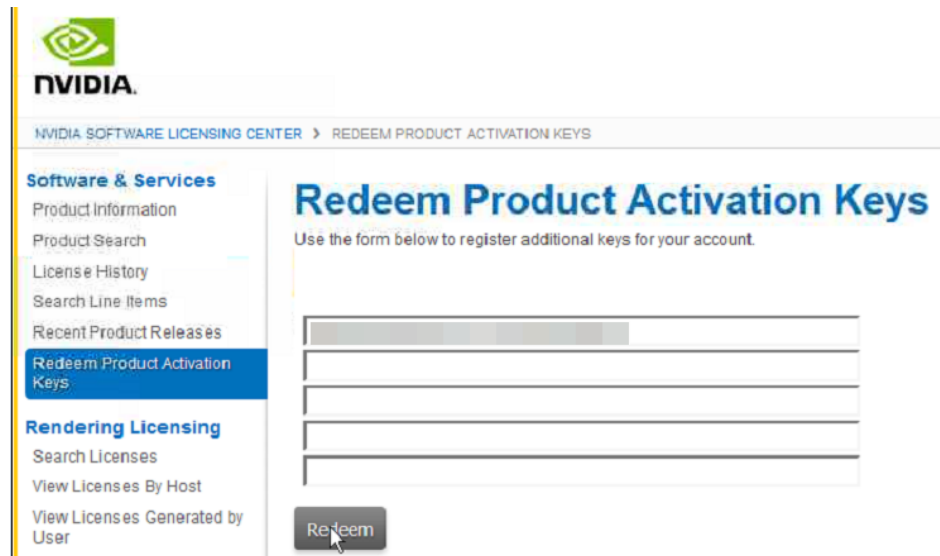 NVIDIA.
NVIDIA SOFTWARE LICENSING CENTER > REDEEM PRODUCT ACTIVATION KEYS
Software & Services
Product Information
Product Search
License History
Search Line Items
Recent Product Releases
Redeem Product Activation
Keys
Rendering Licensing
Search Licenses
View Licenses By Host
View Licenses Generated by
User
Redeem Product Activation Keys
Use the form below to register additional keys for your account.
Redeem